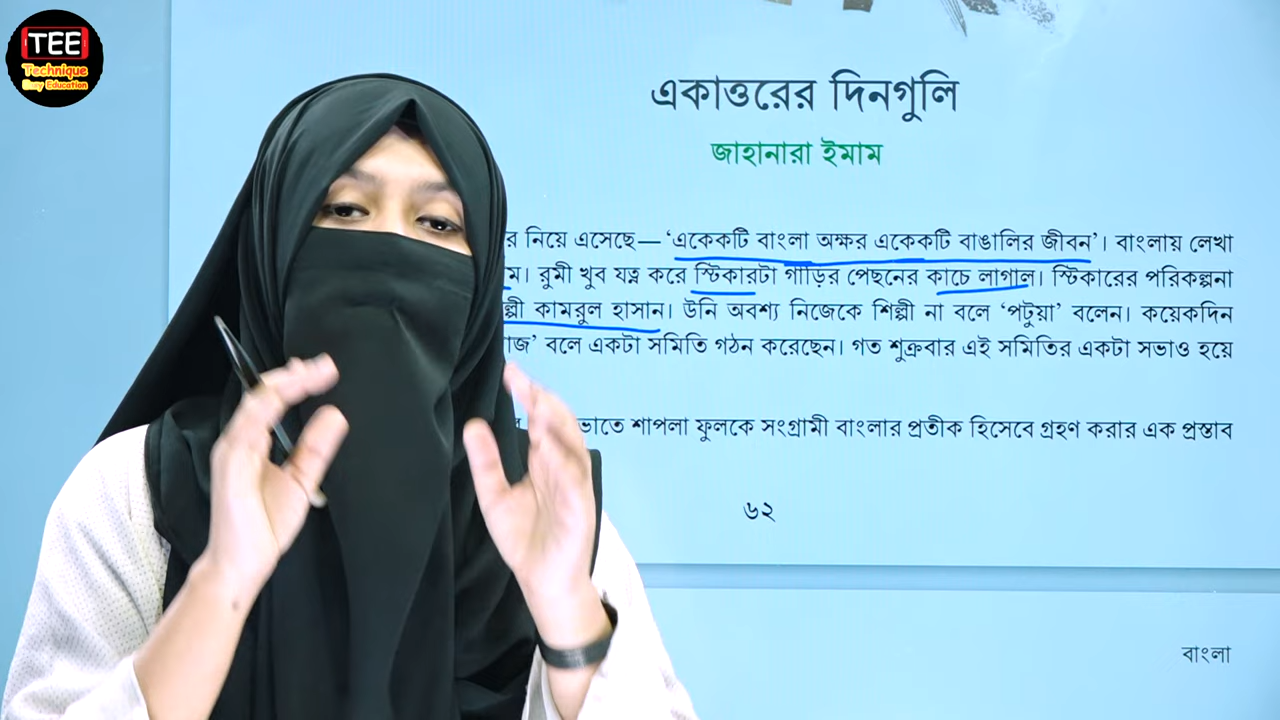 TEE
Technique
Easy Education
একাত্তরের দিনগুলি
জাহানারা ইমাম
নিয়ে এসেছে— ‘একেকটি বাংলা অক্ষর একেকটি বাঙালির জীবন’। বাংলায় লেখা
রুমী খুব যত্ন করে স্টিকারটা গাড়ির পেছনের কাচে লাগাল। স্টিকারের পরিকল্পনা
কামরুল হাসান। উনি অবশ্য নিজেকে শিল্পী না বলে ‘পটুয়া’ বলেন। কয়েকদিন
বলে একটা সমিতি গঠন করেছেন। গত শুক্রবার এই সমিতির একটা সভাও হয়ে
শাপলা ফুলকে সংগ্রামী বাংলার প্রতীক হিসেবে গ্রহণ করার এক প্রস্তাব
৬২
বাংলা